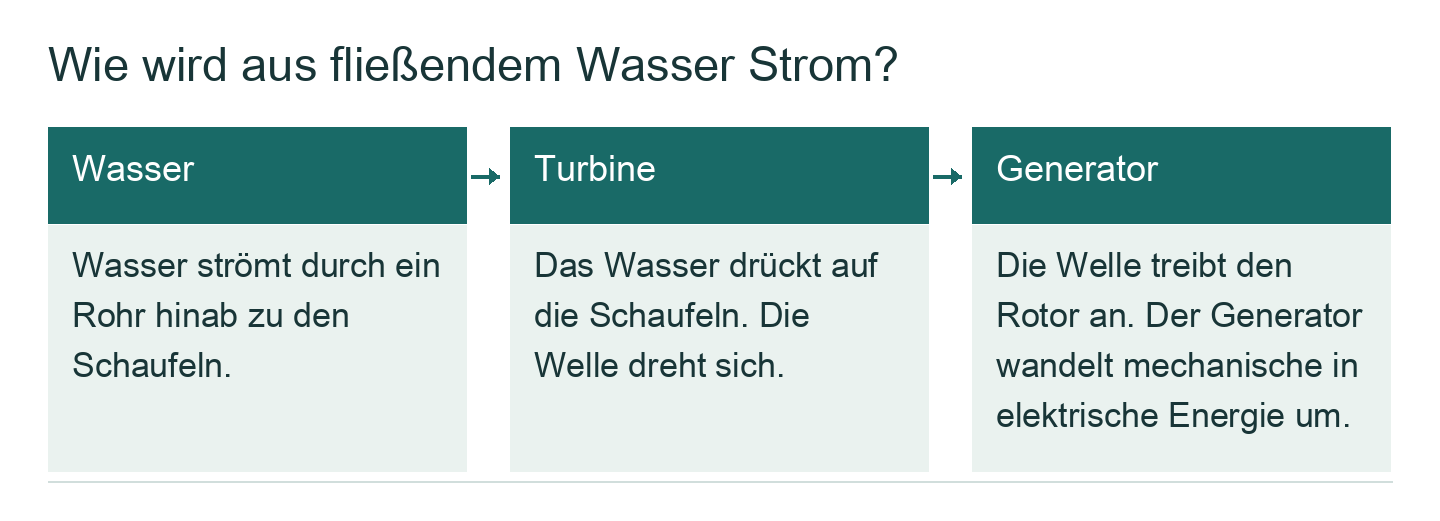 Wie wird aus fließendem Wasser Strom?
Wasser
Wasser strömt durch ein
Rohr hinab zu den
Schaufeln.
Turbine
Das Wasser drückt auf
die Schaufeln. Die
Welle dreht sich.
Generator
Die Welle treibt den
Rotor an. Der Generator
wandelt mechanische in
elektrische Energie um.